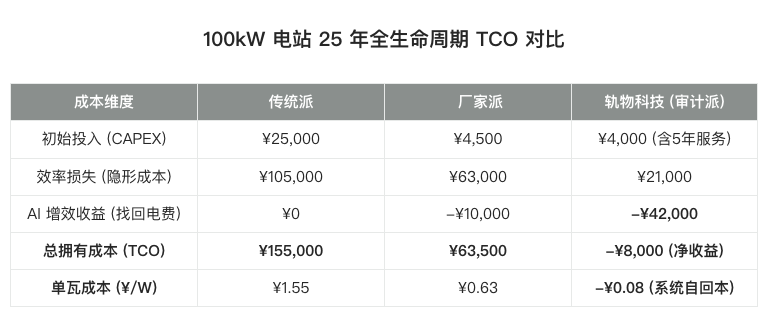 100kW 电站 25 年全生命周期 TCO 对比
成本维度 传统派 厂家派 轨物科技 (审计派)
初始投入 (CAPEX) ¥25,000 ¥4,500 ¥4,000 (含5年服务)
效率损失 (隐形成本) ¥105,000 ¥63,000 ¥21,000
AI 增效收益 (找回电费) ¥0 -¥10,000 -¥42,000
总拥有成本 (TCO) ¥155,000 ¥63,500 -¥8,000 (净收益)
单瓦成本 (¥/W) ¥1.55 ¥0.63 -¥0.08 (系统自回本)